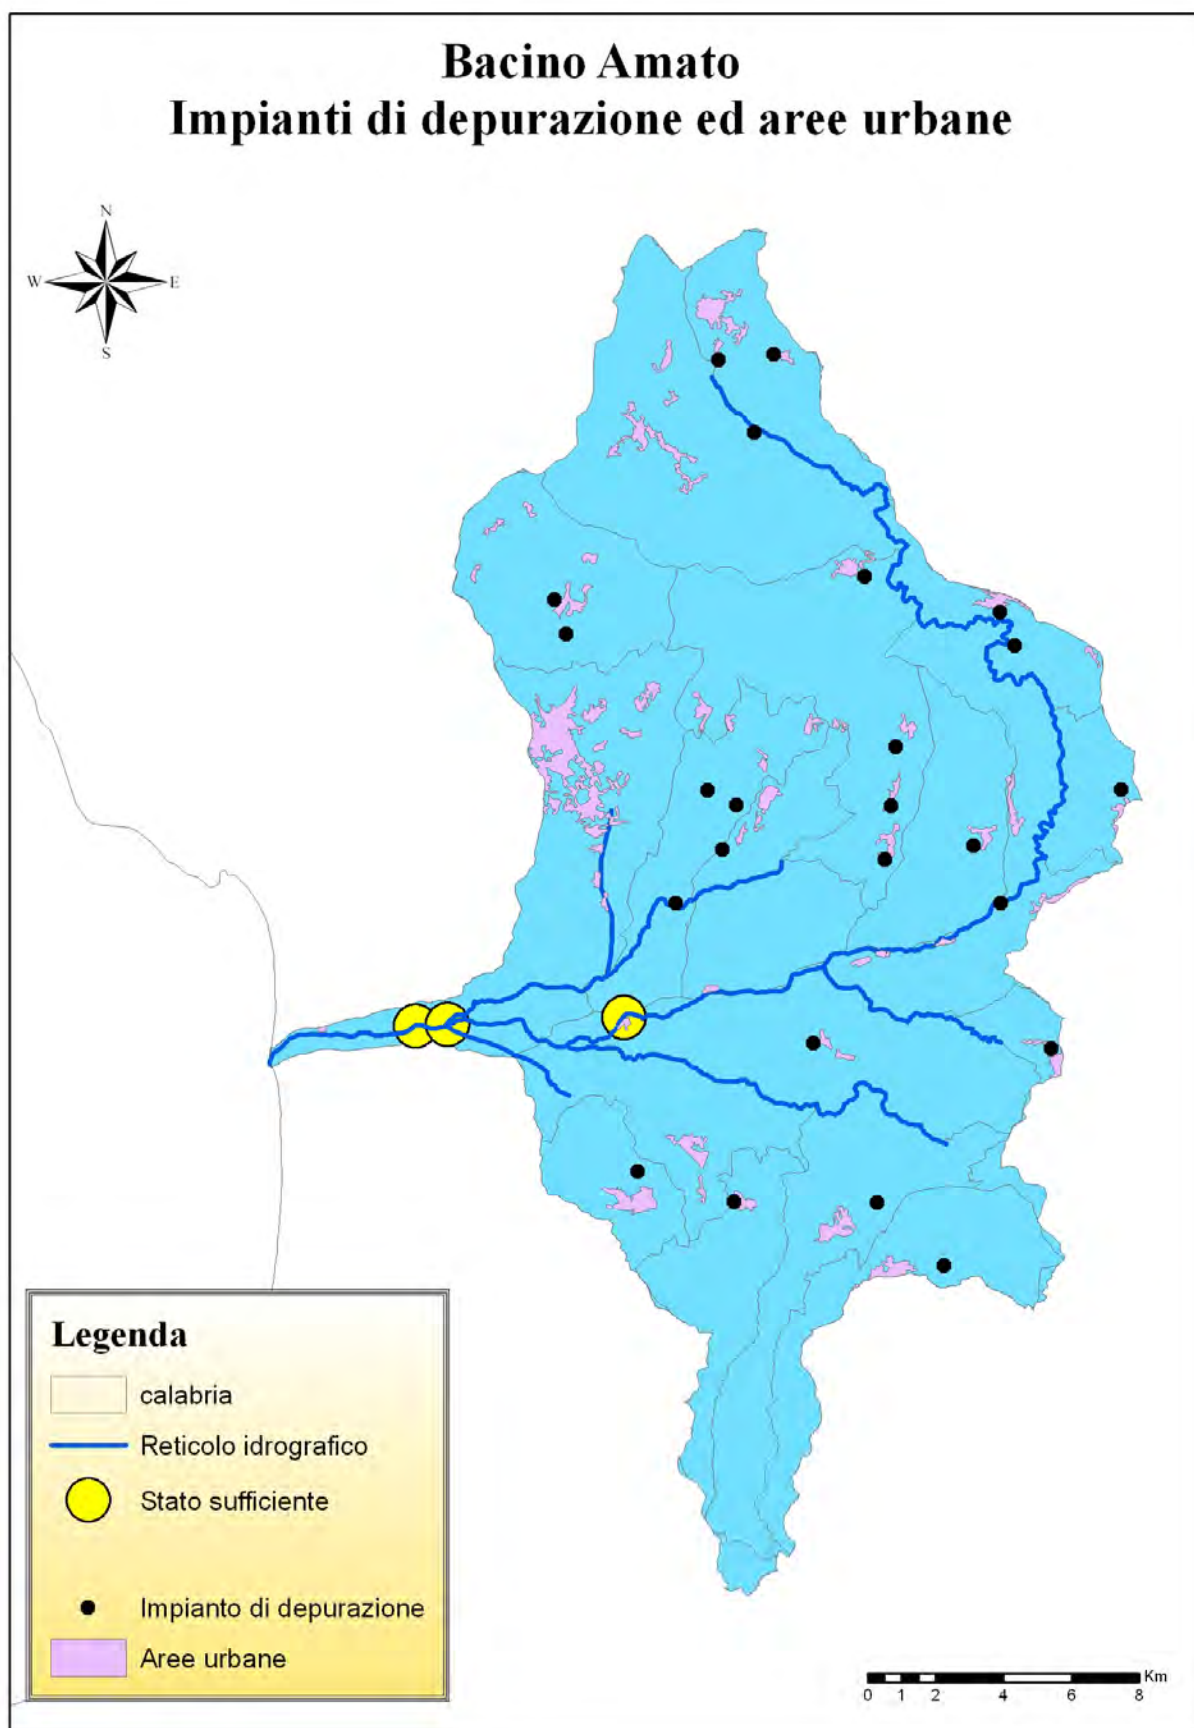 Bacino Amato
Impianti di depurazione ed aree urbane
N
W
E
S
Legenda
calabria
Reticolo idrografico
Stato sufficiente
Impianto di depurazione
Aree urbane
Km
0 1 2 4 6 8